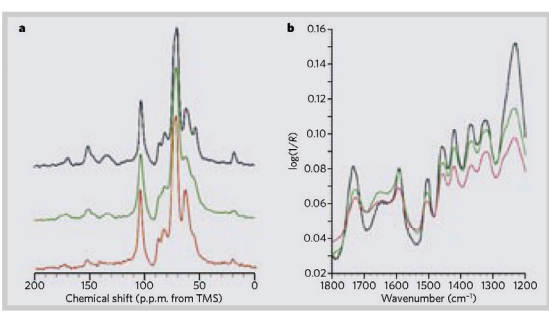 a
200 150 100 50 0
Chemical shift (p.p.m. from TMS)
b
0.16
0.14
0.12
0.10
0.08
0.06
0.04
0.02
log(1/R)
1800 1700 1600 1500 1400 1300 1200
Wavenumber (cm⁻¹)